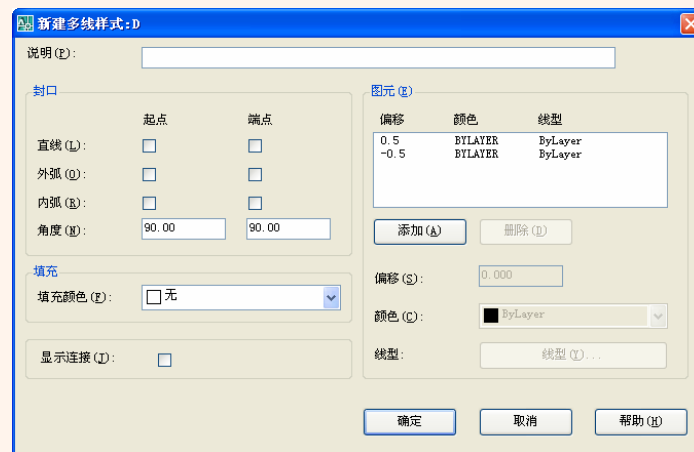 新建多线样式:D
说明(P):
封口
起点 端点
直线(L):
外弧(O):
内弧(R):
角度(N): 90.00 90.00
填充
填充颜色(F): 无
显示连接(J):
图元(E)
偏移 颜色 线型
0.5 BYLAYER ByLayer
-0.5 BYLAYER ByLayer
添加(A) 删除(D)
偏移(S): 0.000
颜色(C): ByLayer
线型: 线型(Y)...
确定 取消 帮助(H)